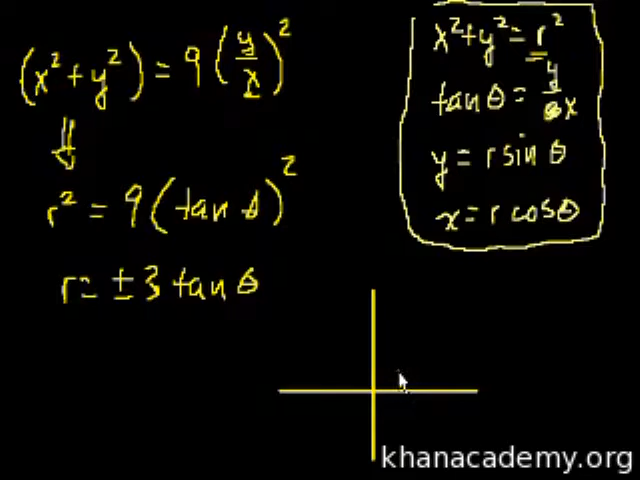 (x² + y²) = 9 (y/x)²
⇓
r² = 9 (tan θ)²
r = ± 3 tan θ
x² + y² = r²
tan θ = y/x
y = r sin θ
x = r cos θ
khanacademy.org